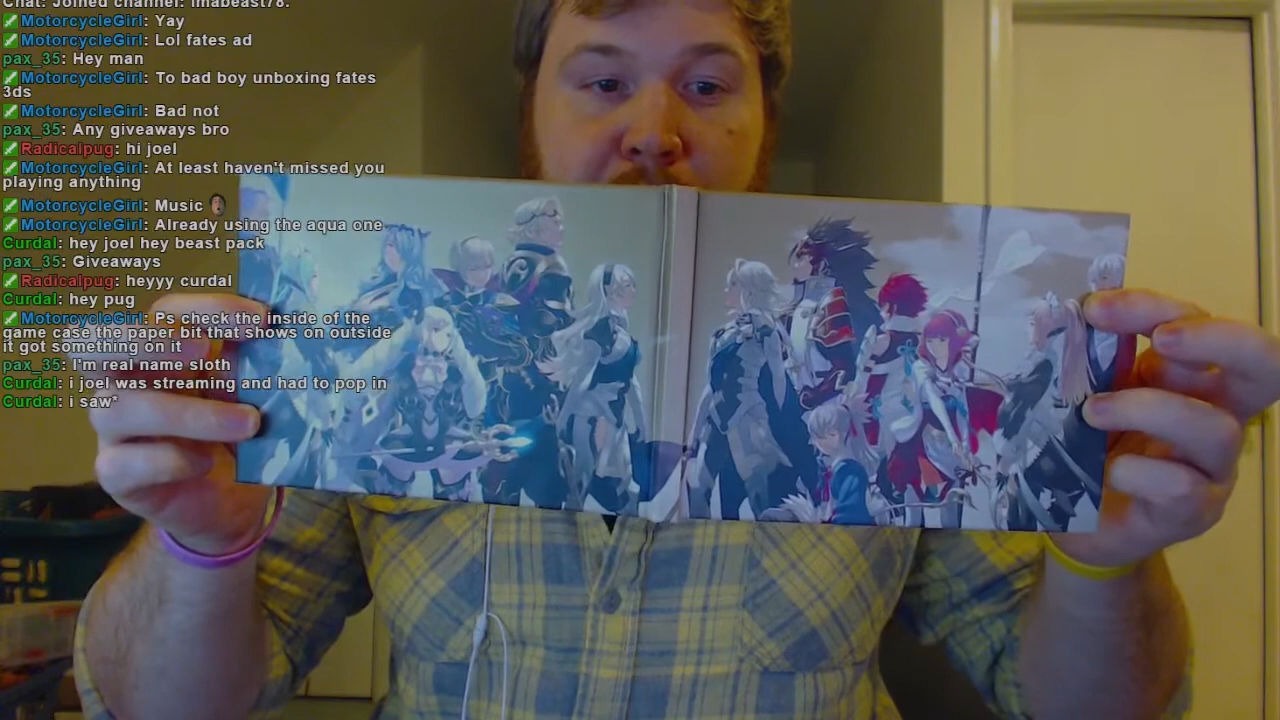 Chat: Joined channel: imabeast78.
MotorcycleGirl: Yay
MotorcycleGirl: Lol fates ad
pax_35: Hey man
MotorcycleGirl: To bad boy unboxing fates
3ds
MotorcycleGirl: Bad not
pax_35: Any giveaways bro
Radicalpug: hi joel
MotorcycleGirl: At least haven't missed you
playing anything
MotorcycleGirl: Music
MotorcycleGirl: Already using the aqua one
Curdal: hey joel hey beast pack
pax_35: Giveaways
Radicalpug: heyyy curdal
Curdal: hey pug
MotorcycleGirl: Ps check the inside of the
game case the paper bit that shows on outside
it got something on it
pax_35: I'm real name sloth
Curdal: i joel was streaming and had to pop in
Curdal: i saw*